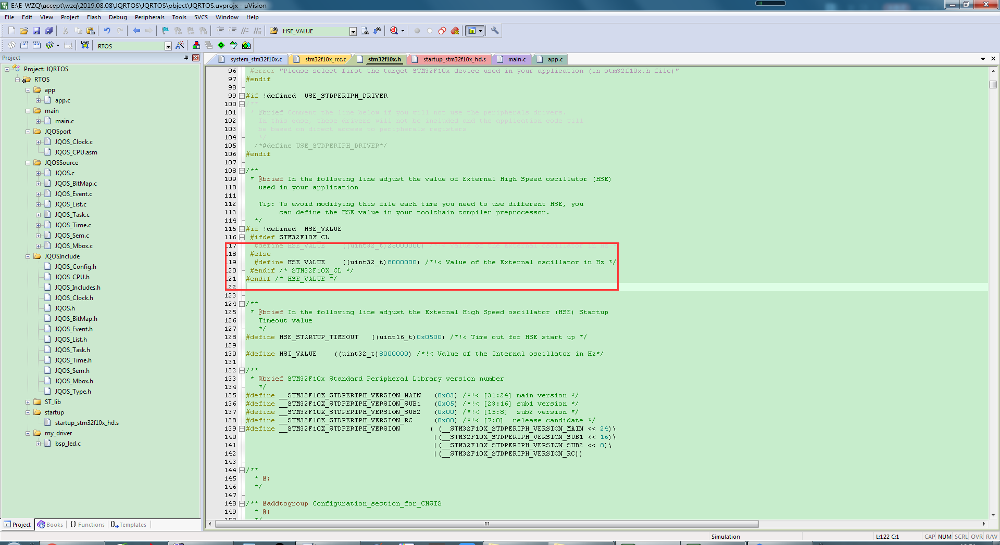 E:\E-WZQ\accept\wzq\2019.08.08\JQRTOS\JQRTOS\object\JQRTOS.uvprojx - µVision
File Edit View Project Flash Debug Peripherals Tools SVCS Window Help
HSE_VALUE
LOAD
RTOS
Project
Project: JQRTOS
RTOS
app
app.c
main
main.c
JQOSport
JQOS_Clock.c
JQOS_CPU.asm
JQOSSource
JQOS.c
JQOS_BitMap.c
JQOS_Event.c
JQOS_List.c
JQOS_Task.c
JQOS_Time.c
JQOS_Sem.c
JQOS_Mbox.c
JQOSInclude
JQOS_Config.h
JQOS_CPU.h
JQOS_Includes.h
JQOS_Clock.h
JQOS.h
JQOS_BitMap.h
JQOS_Event.h
JQOS_List.h
JQOS_Task.h
JQOS_Time.h
JQOS_Sem.h
JQOS_Mbox.h
JQOS_Type.h
ST_lib
startup
startup_stm32f10x_hd.s
my_driver
bsp_led.c
Project Books {} Functions Templates
system_stm32f10x.c stm32f10x_rcc.c stm32f10x.h startup_stm32f10x_hd.s main.c app.c
96 #error "Please select first the target STM32F10x device used in your application (in stm32f10x.h file)"
97 #endif
98
99 #if !defined  USE_STDPERIPH_DRIVER
100 /**
101 * @brief Comment the line below if you will not use the peripherals drivers.
102 In this case, these drivers will not be included and the application code will
103 be based on direct access to peripherals registers
104 */
105 /*#define USE_STDPERIPH_DRIVER*/
106 #endif
107
108 /**
109 * @brief In the following line adjust the value of External High Speed oscillator (HSE)
110 used in your application
111
112 Tip: To avoid modifying this file each time you need to use different HSE, you
113 can define the HSE value in your toolchain compiler preprocessor.
114 */
115 #if !defined  HSE_VALUE
116 #ifdef STM32F10X_CL
117 #define HSE_VALUE    ((uint32_t)25000000) /*!< Value of the External oscillator in Hz
118 #else
119 #define HSE_VALUE    ((uint32_t)8000000) /*!< Value of the External oscillator in Hz */
120 #endif /* STM32F10X_CL */
121 #endif /* HSE_VALUE */
122
123
124 /**
125 * @brief In the following line adjust the External High Speed oscillator (HSE) Startup
126 Timeout value
127 */
128 #define HSE_STARTUP_TIMEOUT   ((uint16_t)0x0500) /*!< Time out for HSE start up */
129
130 #define HSI_VALUE    ((uint32_t)8000000) /*!< Value of the Internal oscillator in Hz*/
131
132 /**
133 * @brief STM32F10x Standard Peripheral Library version number
134 */
135 #define __STM32F10X_STDPERIPH_VERSION_MAIN   (0x03) /*!< [31:24] main version */
136 #define __STM32F10X_STDPERIPH_VERSION_SUB1   (0x05) /*!< [23:16] sub1 version */
137 #define __STM32F10X_STDPERIPH_VERSION_SUB2   (0x00) /*!< [15:8]  sub2 version */
138 #define __STM32F10X_STDPERIPH_VERSION_RC     (0x00) /*!< [7:0]  release candidate */
139 #define __STM32F10X_STDPERIPH_VERSION       ( (__STM32F10X_STDPERIPH_VERSION_MAIN << 24)\
140 |(__STM32F10X_STDPERIPH_VERSION_SUB1 << 16)\
141 |(__STM32F10X_STDPERIPH_VERSION_SUB2 << 8)\
142 |(__STM32F10X_STDPERIPH_VERSION_RC))
143
144 /**
145 * @}
146 */
147
148 /** @addtogroup Configuration_section_for_CMSIS
149 * @{
Simulation L:122 C:1 CAP NUM SCRL OVR R/W